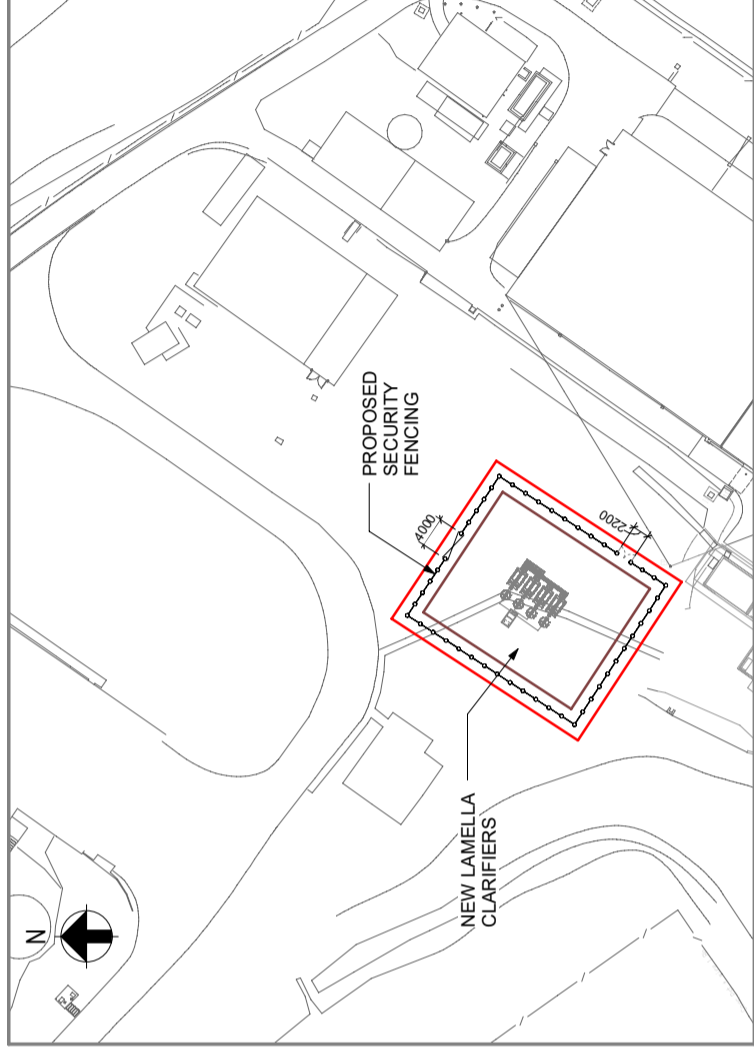 N
PROPOSED
SECURITY
FENCING
4000
2200
NEW LAMELLA
CLARIFIERS